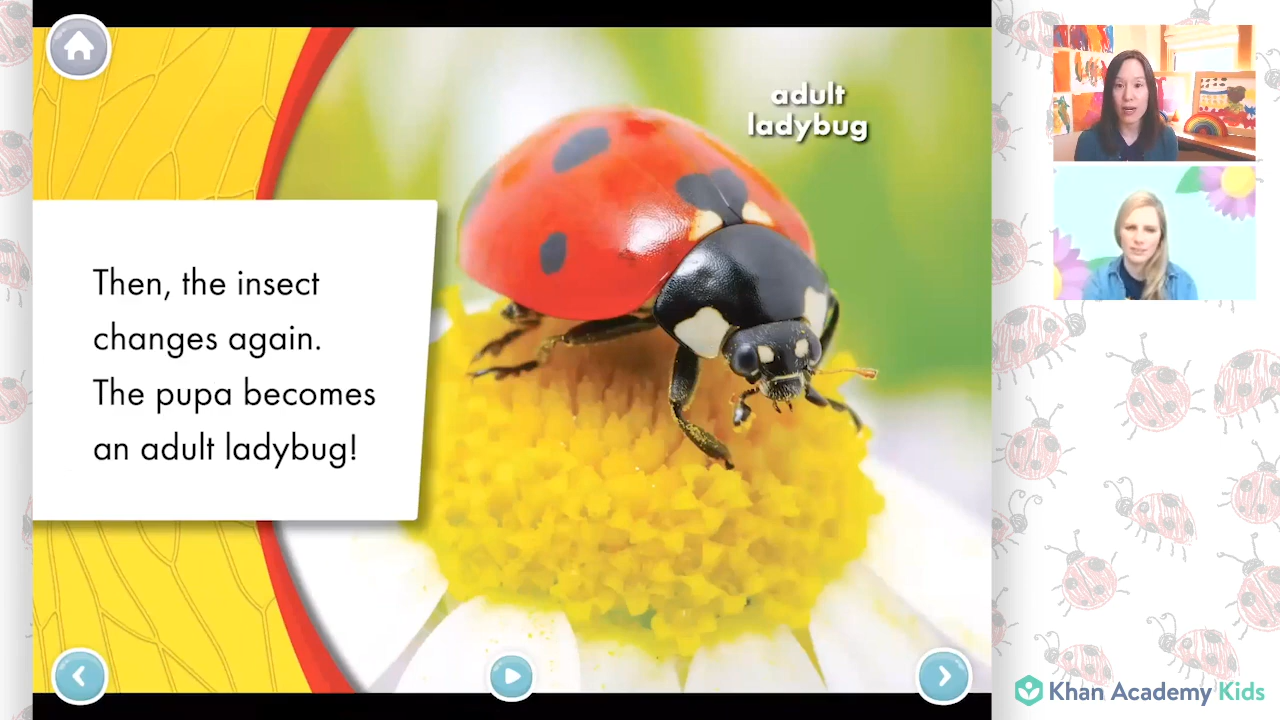 adult
ladybug
Then, the insect
changes again.
The pupa becomes
an adult ladybug!
Khan Academy Kids